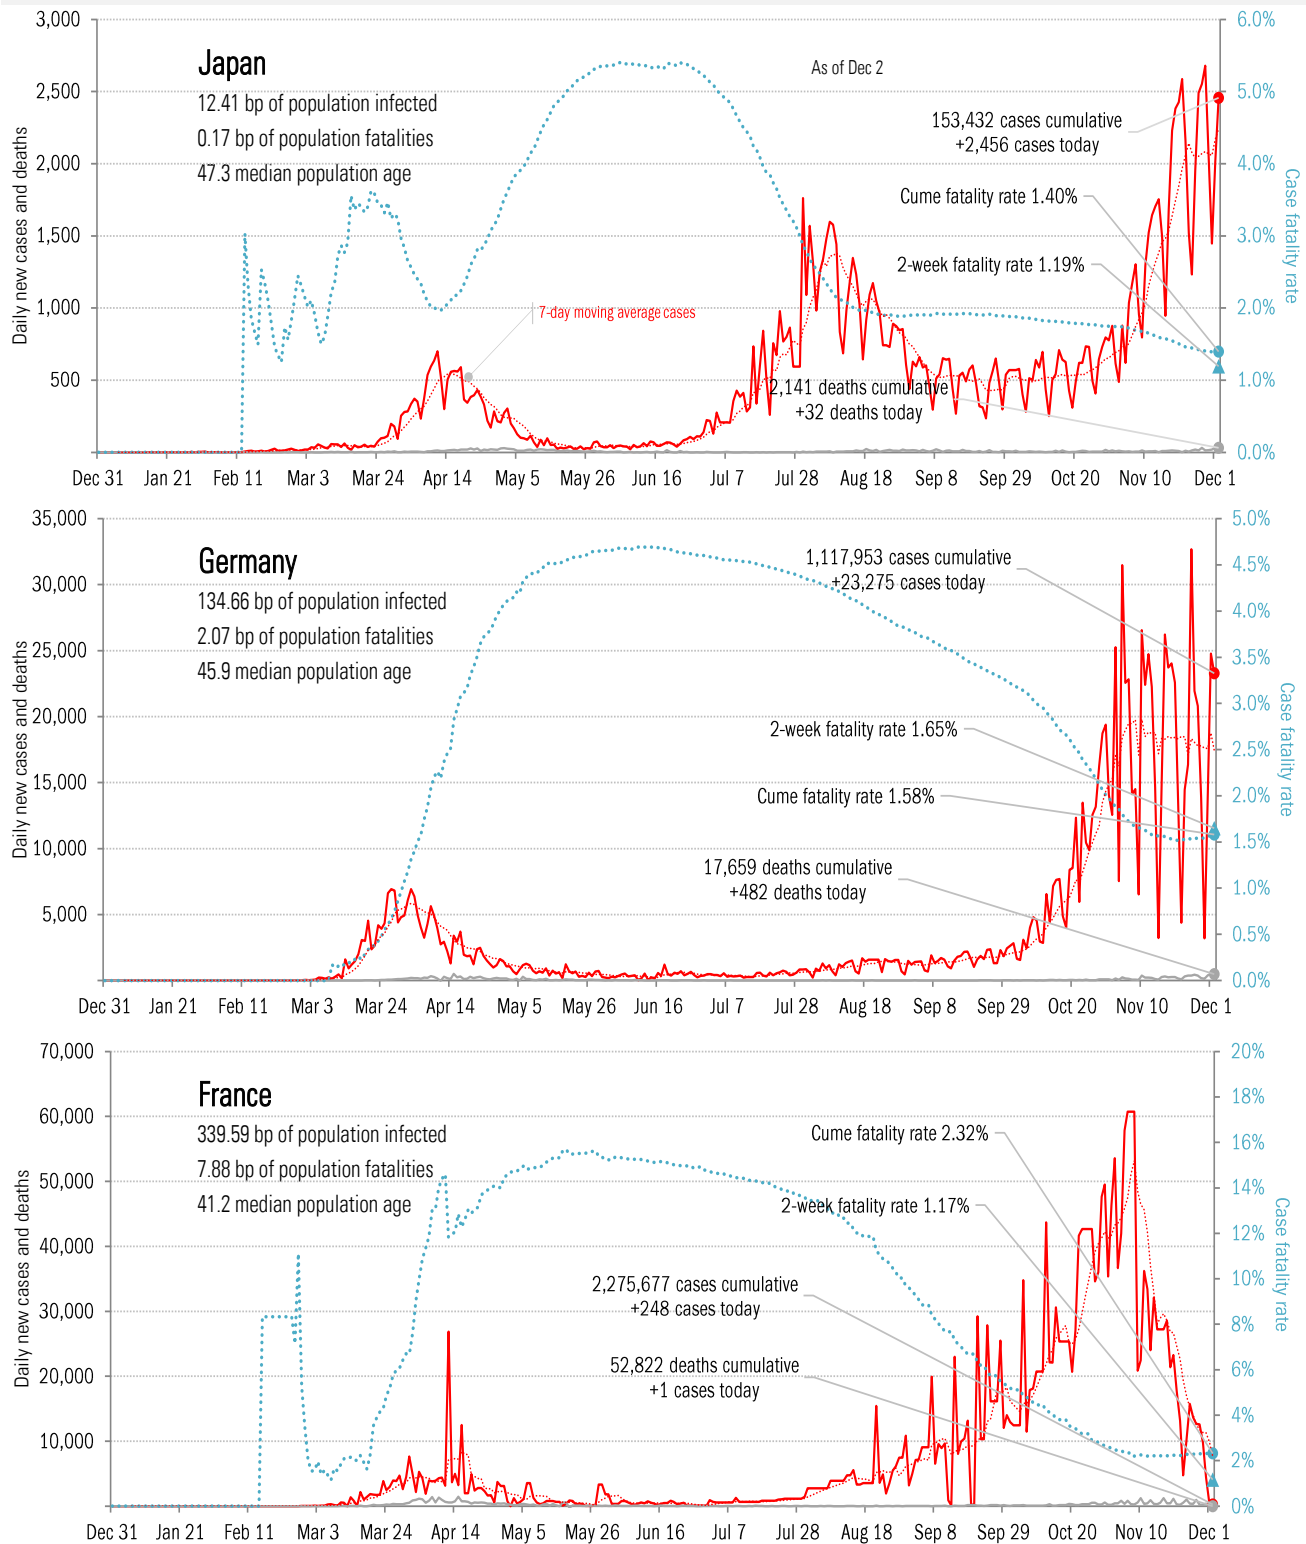 3,000
2,500
2,000
1,500
1,000
500
Daily new cases and deaths
Japan
12.41 bp of population infected
0.17 bp of population fatalities
47.3 median population age
As of Dec 2
153,432 cases cumulative
+2,456 cases today
Cume fatality rate 1.40%
2-week fatality rate 1.19%
7-day moving average cases
2,141 deaths cumulative
+32 deaths today
6.0%
5.0%
4.0%
3.0%
2.0%
1.0%
0.0%
Case fatality rate
Dec 31 Jan 21 Feb 11 Mar 3 Mar 24 Apr 14 May 5 May 26 Jun 16 Jul 7 Jul 28 Aug 18 Sep 8 Sep 29 Oct 20 Nov 10 Dec 1
35,000
30,000
25,000
20,000
15,000
10,000
5,000
Daily new cases and deaths
Germany
134.66 bp of population infected
2.07 bp of population fatalities
45.9 median population age
1,117,953 cases cumulative
+23,275 cases today
2-week fatality rate 1.65%
Cume fatality rate 1.58%
17,659 deaths cumulative
+482 deaths today
5.0%
4.5%
4.0%
3.5%
3.0%
2.5%
2.0%
1.5%
1.0%
0.5%
0.0%
Case fatality rate
Dec 31 Jan 21 Feb 11 Mar 3 Mar 24 Apr 14 May 5 May 26 Jun 16 Jul 7 Jul 28 Aug 18 Sep 8 Sep 29 Oct 20 Nov 10 Dec 1
70,000
60,000
50,000
40,000
30,000
20,000
10,000
Daily new cases and deaths
France
339.59 bp of population infected
7.88 bp of population fatalities
41.2 median population age
Cume fatality rate 2.32%
2-week fatality rate 1.17%
2,275,677 cases cumulative
+248 cases today
52,822 deaths cumulative
+1 cases today
20%
18%
16%
14%
12%
10%
8%
6%
4%
2%
0%
Case fatality rate
Dec 31 Jan 21 Feb 11 Mar 3 Mar 24 Apr 14 May 5 May 26 Jun 16 Jul 7 Jul 28 Aug 18 Sep 8 Sep 29 Oct 20 Nov 10 Dec 1